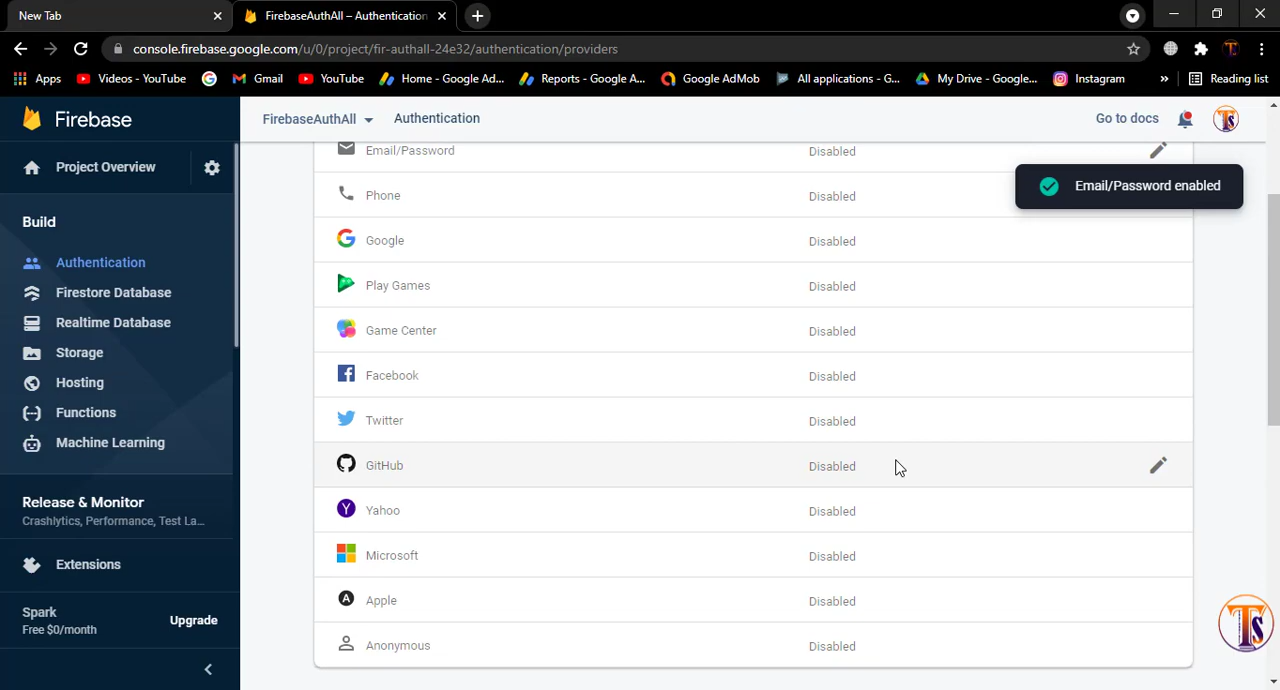 New Tab
FirebaseAuthAll – Authentication
console.firebase.google.com/u/0/project/fir-authall-24e32/authentication/providers
Apps
Videos - YouTube
Gmail
YouTube
Home - Google Ad...
Reports - Google A...
Google AdMob
All applications - G...
My Drive - Google...
Instagram
»
Reading list
Firebase
FirebaseAuthAll
Authentication
Go to docs
Project Overview
Build
Authentication
Firestore Database
Realtime Database
Storage
Hosting
Functions
Machine Learning
Release & Monitor
Crashlytics, Performance, Test La...
Extensions
Spark
Free $0/month
Upgrade
Email/Password Disabled
Phone Disabled
Google Disabled
Play Games Disabled
Game Center Disabled
Facebook Disabled
Twitter Disabled
GitHub Disabled
Yahoo Disabled
Microsoft Disabled
Apple Disabled
Anonymous Disabled
Email/Password enabled
TS